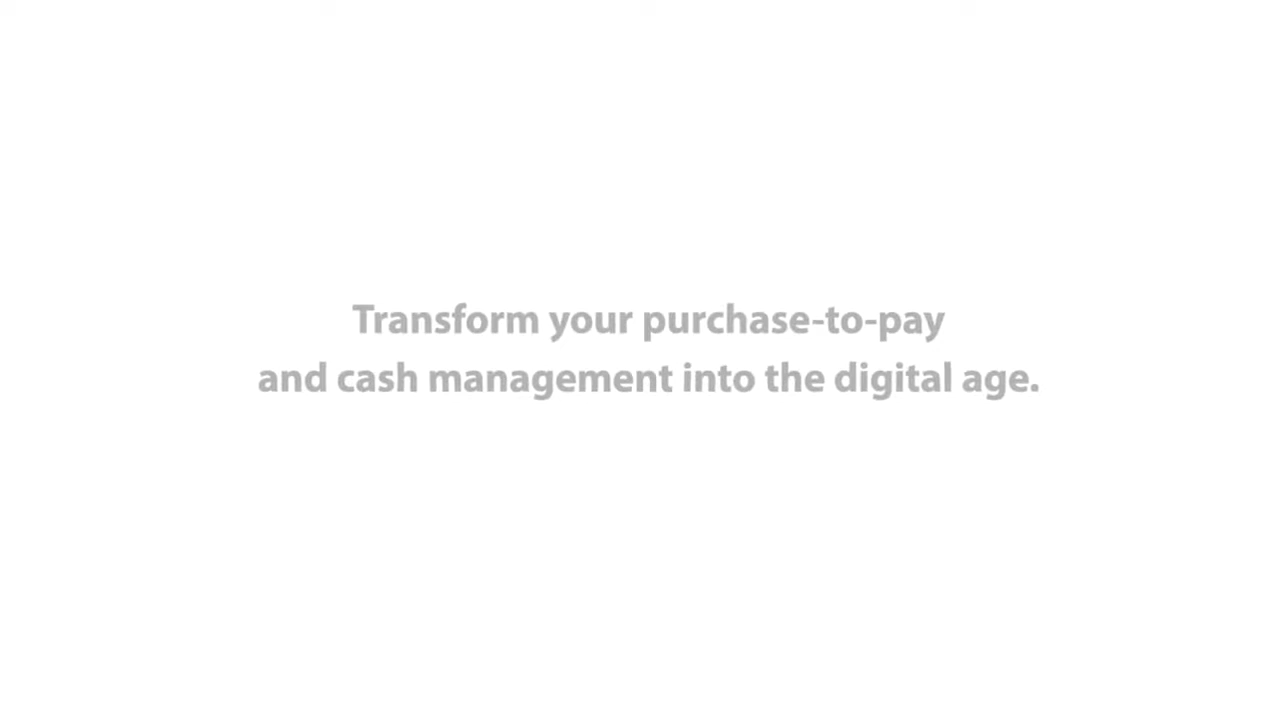 Transform your purchase-to-pay
and cash management into the digital age.